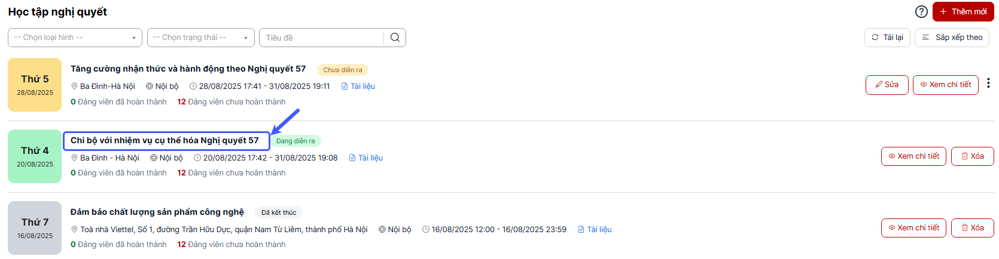 Học tập nghị quyết
? + Thêm mới
-- Chọn loại hình -- -- Chọn trạng thái -- Tiêu đề Tải lại Sắp xếp theo
Thứ 5
28/08/2025
Tăng cường nhận thức và hành động theo Nghị quyết 57 Chưa diễn ra
Ba Đình-Hà Nội Nội bộ 28/08/2025 17:41 - 31/08/2025 19:11 Tài liệu
0 Đảng viên đã hoàn thành 12 Đảng viên chưa hoàn thành
Sửa Xem chi tiết
Thứ 4
20/08/2025
Chi bộ với nhiệm vụ cụ thể hóa Nghị quyết 57 Đang diễn ra
Ba Đình - Hà Nội Nội bộ 20/08/2025 17:42 - 31/08/2025 19:08 Tài liệu
0 Đảng viên đã hoàn thành 12 Đảng viên chưa hoàn thành
Xem chi tiết Xóa
Thứ 7
16/08/2025
Đảm bảo chất lượng sản phẩm công nghệ Đã kết thúc
Toà nhà Viettel, Số 1, đường Trần Hữu Dực, quận Nam Từ Liêm, thành phố Hà Nội Nội bộ 16/08/2025 12:00 - 16/08/2025 23:59 Tài liệu
0 Đảng viên đã hoàn thành 12 Đảng viên chưa hoàn thành
Xem chi tiết Xóa